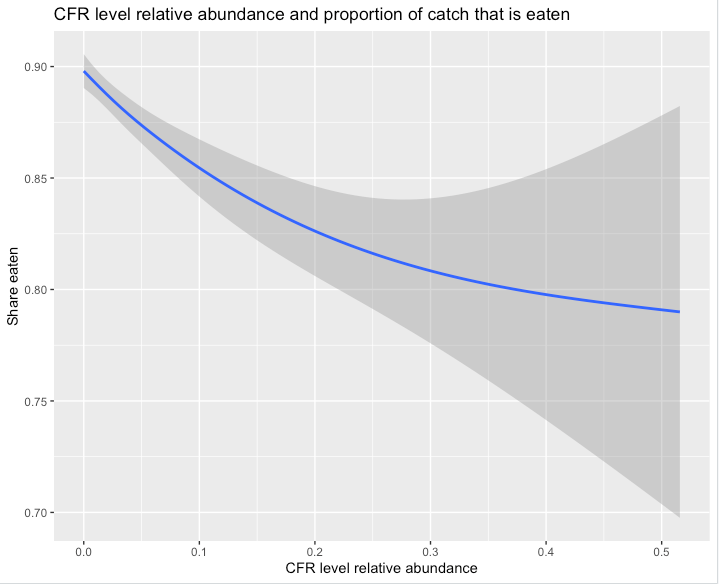 CFR level relative abundance and proportion of catch that is eaten
0.90
0.85
0.80
0.75
0.70
Share eaten
0.0 0.1 0.2 0.3 0.4 0.5
CFR level relative abundance